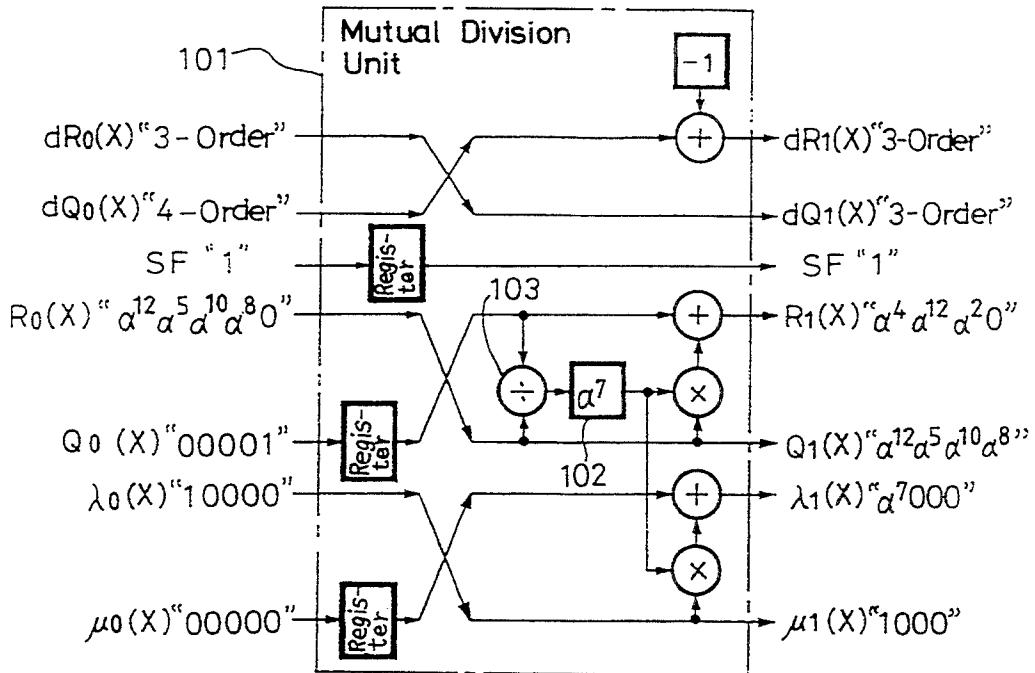 Mutual Division
Unit
101
-1
dR0(X)“3-Order”
+
dR1(X)“3-Order”
dQ0(X)“4-Order”
dQ1(X)“3-Order”
SF “1”
Regis-
ter
SF “1”
103
R0(X)“α¹²α⁵α¹⁰α⁸0”
+
R1(X)“α⁴α¹²α²0”
÷
α⁷
×
Q0(X)“00001”
Regis-
ter
102
Q1(X)“α¹²α⁵α¹⁰α⁸”
λ0(X)“10000”
+
λ1(X)“α⁷000”
×
μ0(X)“00000”
Regis-
ter
μ1(X)“1000”